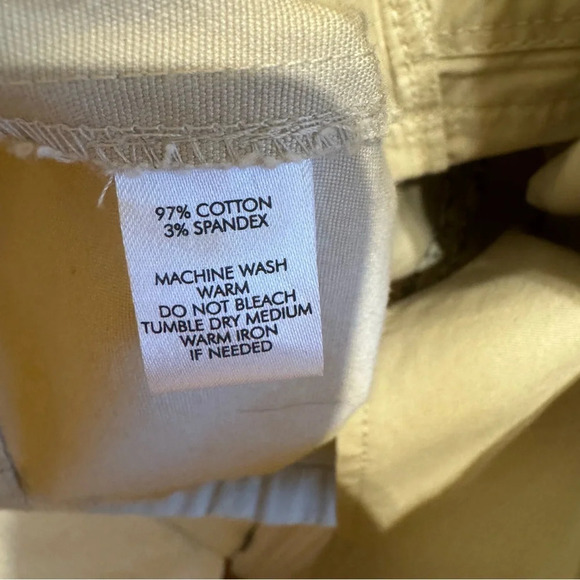 97% COTTON
3% SPANDEX
MACHINE WASH
WARM
DO NOT BLEACH
TUMBLE DRY MEDIUM
WARM IRON
IF NEEDED